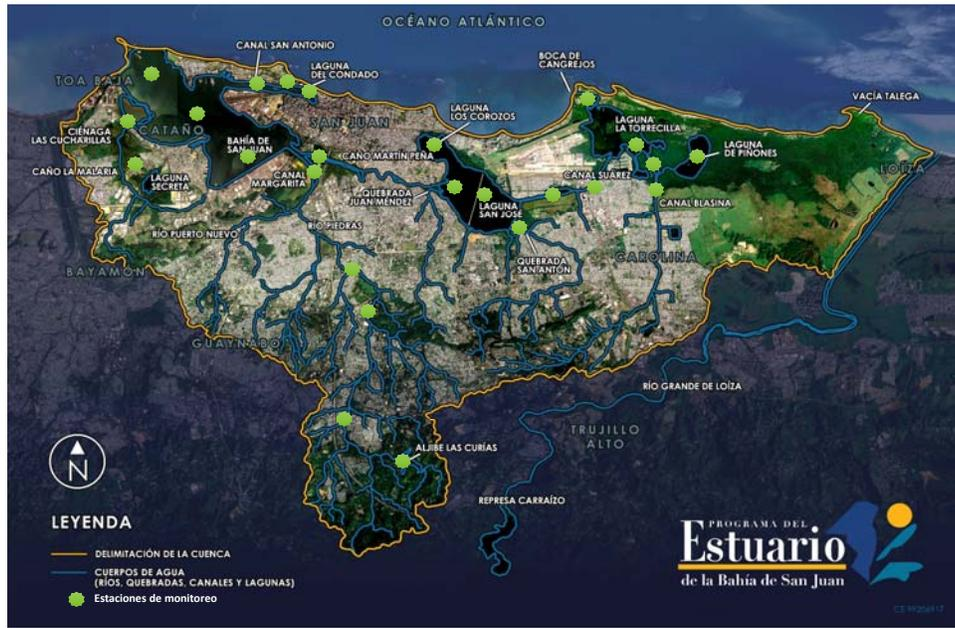 OCÉANO ATLÁNTICO
CANAL SAN ANTONIO
LAGUNA
DEL CONDADO
BOCA DE
CANGREJOS
TOA BAJA
VACÍA TALEGA
SAN JUAN
LAGUNA
LOS COROZOS
LAGUNA
LA TORRECILLA
CIÉNAGA
LAS CUCHARILLAS
CATAÑO
BAHÍA DE
SAN JUAN
CAÑO MARTÍN PEÑA
LAGUNA
DE PIÑONES
CAÑO LA MALARIA
LAGUNA
SECRETA
CANAL
MARGARITA
QUEBRADA
JUAN MÉNDEZ
CANAL SUÁREZ
LOÍZA
LAGUNA
SAN JOSÉ
CANAL BLASINA
RÍO PUERTO NUEVO
RÍO PIEDRAS
BAYAMÓN
QUEBRADA
SAN ANTÓN
CAROLINA
GUAYNABO
RÍO GRANDE DE LOÍZA
TRUJILLO
ALTO
ALJIBE LAS CURÍAS
N
REPRESA CARRAÍZO
LEYENDA
DELIMITACIÓN DE LA CUENCA
CUERPOS DE AGUA
(RÍOS, QUEBRADAS, CANALES Y LAGUNAS)
Estaciones de monitoreo
PROGRAMA DEL
Estuario
de la Bahía de San Juan
CE 99206917